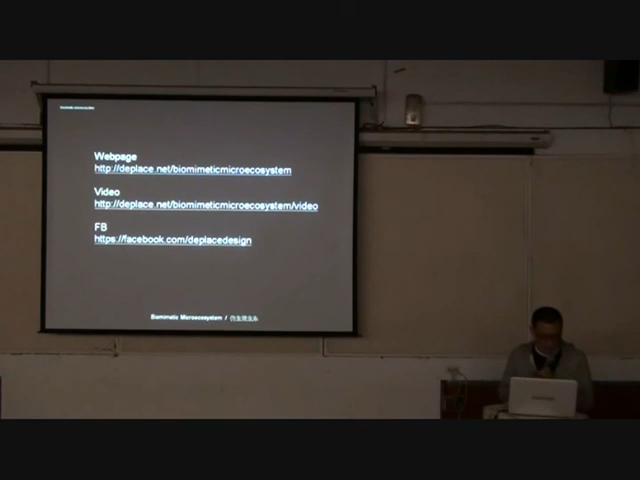 Webpage
http://deplace.net/biomimeticmicroecosystem
Video
http://deplace.net/biomimeticmicroecosystem/video
FB
https://facebook.com/deplacedesign
Biomimetic Microecosystem /